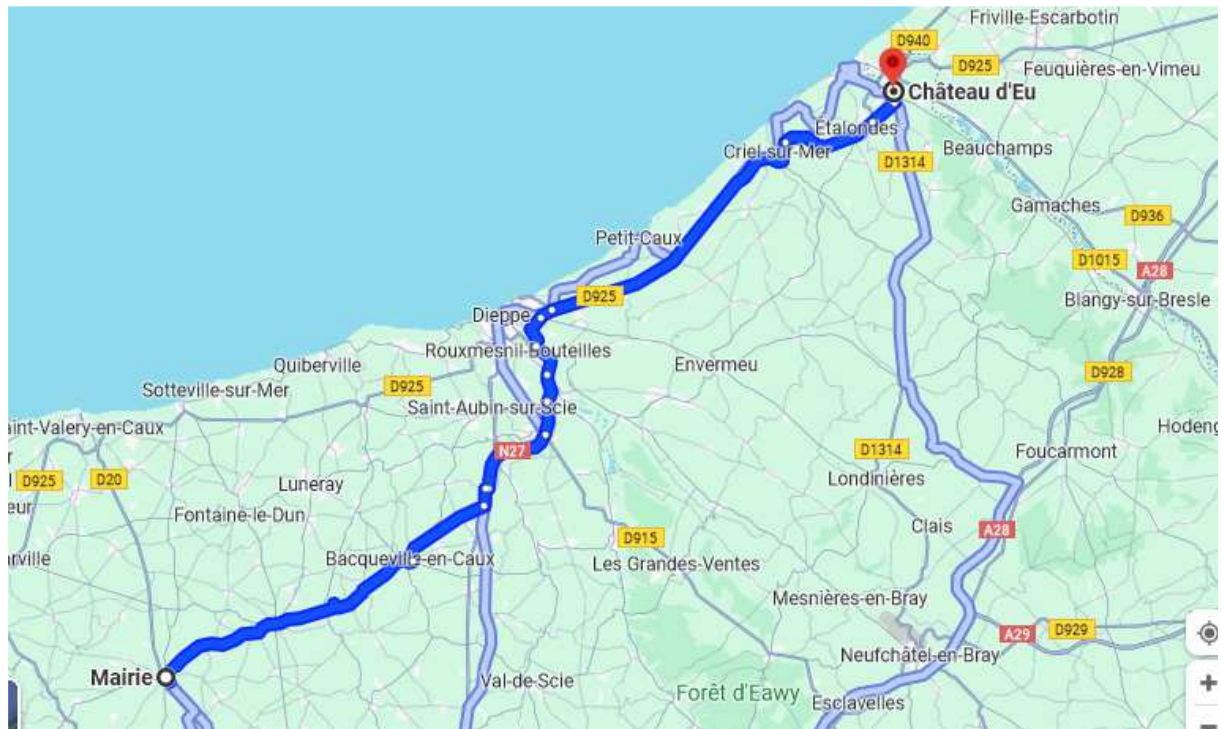 Friville-Escarbotin
D940
D925
Feuquières-en-Vimeu
Château d'Eu
Étalondes
Criel-sur-Mer
D1314
Beauchamps
Gamaches
D936
Petit-Caux
D1015
A28
D925
Blangy-sur-Bresle
Dieppe
Rouxmesnil-Bouteilles
Quiberville
Envermeu
D928
Sotteville-sur-Mer
D925
Saint-Aubin-sur-Scie
aint-Valery-en-Caux
Hodeng
N27
D1314
Foucarmont
D925
D20
Luneray
Londinières
eur
Fontaine-le-Dun
Clais
A28
D915
arville
Bacqueville-en-Caux
Les Grandes-Ventes
Mesnières-en-Bray
A29
D929
Neufchâtel-en-Bray
Mairie
Val-de-Scie
Forêt d'Eawy
Esclavelles